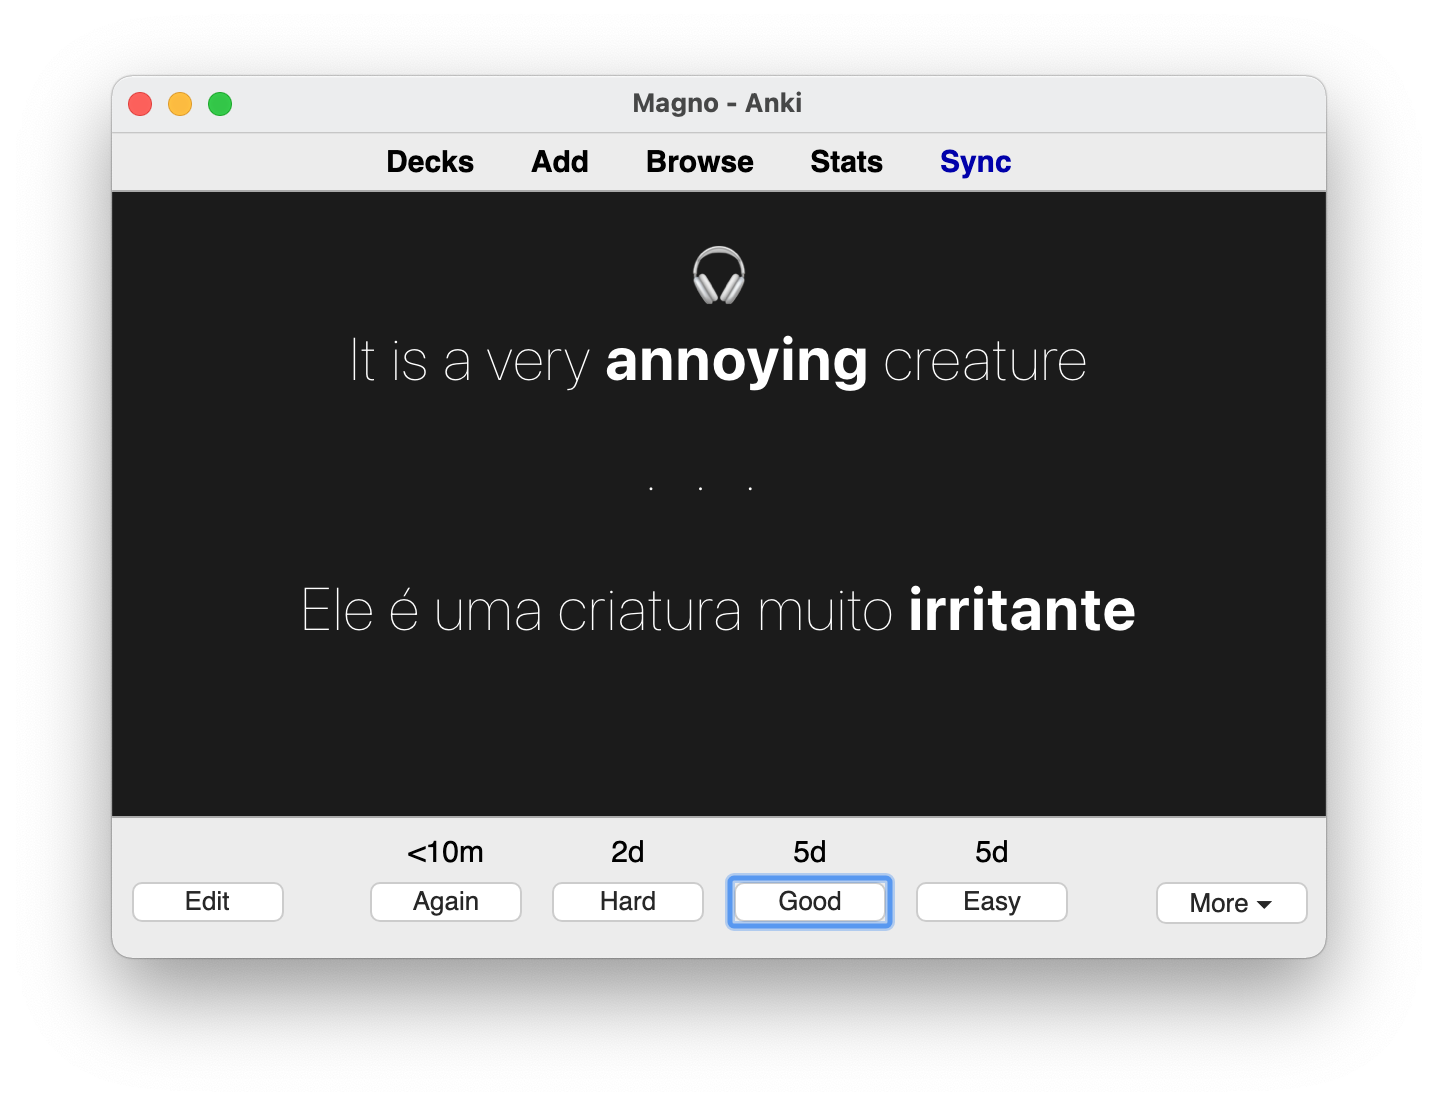 Magno - Anki
Decks Add Browse Stats Sync
It is a very annoying creature
. . .
Ele é uma criatura muito irritante
<10m 2d 5d 5d
Edit Again Hard Good Easy More